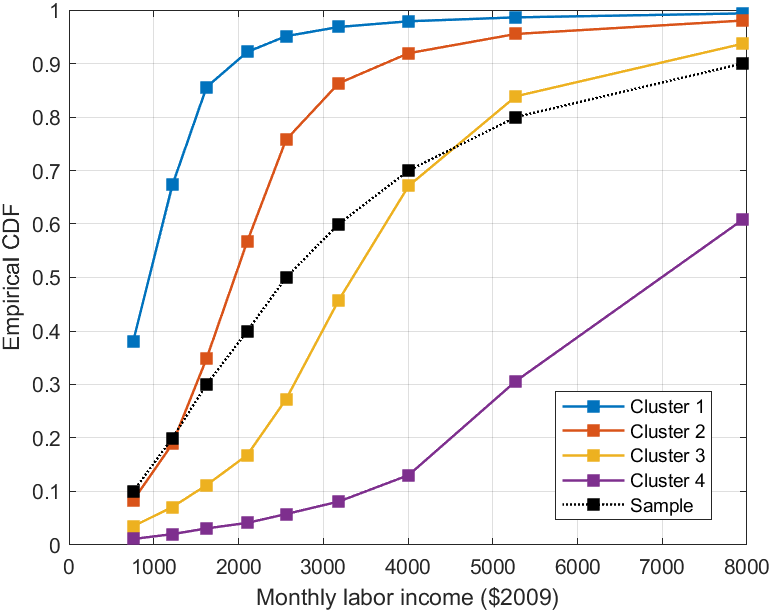 1
0.9
0.8
0.7
0.6
0.5
0.4
0.3
0.2
0.1
0
Empirical CDF
Cluster 1
Cluster 2
Cluster 3
Cluster 4
Sample
0 1000 2000 3000 4000 5000 6000 7000 8000
Monthly labor income ($2009)